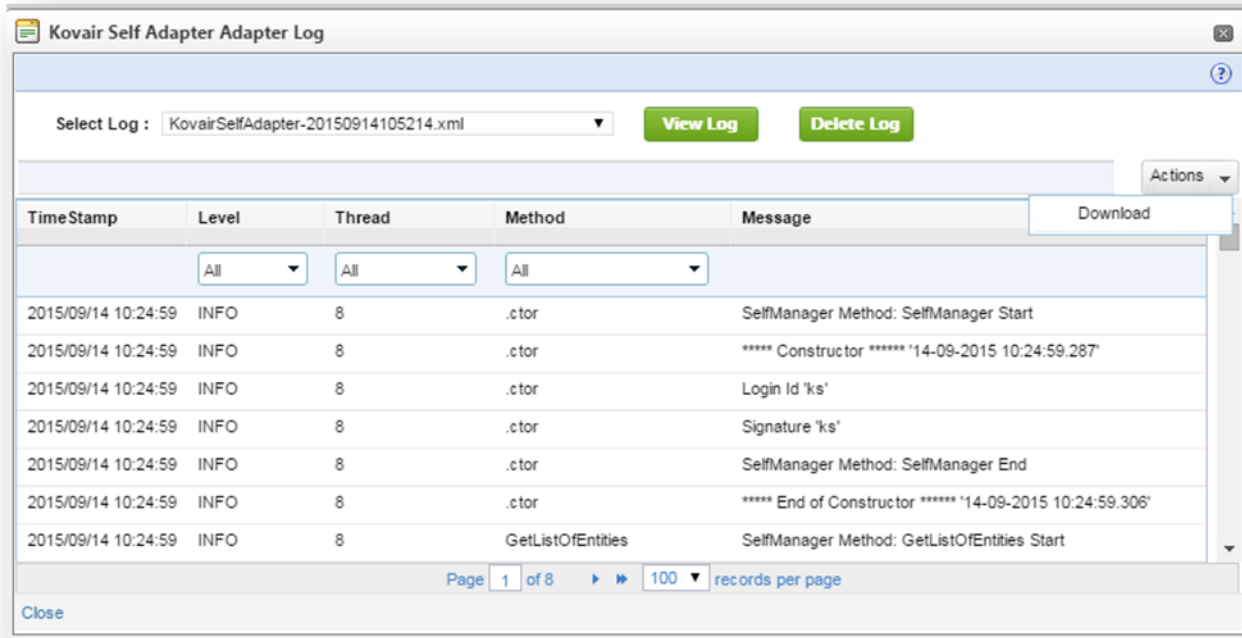 Kovair Self Adapter Adapter Log
?
Select Log : KovairSelfAdapter-20150914105214.xml View Log Delete Log
Actions
Download
TimeStamp Level Thread Method Message
All All All
2015/09/14 10:24:59 INFO 8 .ctor SelfManager Method: SelfManager Start
2015/09/14 10:24:59 INFO 8 .ctor ***** Constructor ****** '14-09-2015 10:24:59.287'
2015/09/14 10:24:59 INFO 8 .ctor Login Id 'ks'
2015/09/14 10:24:59 INFO 8 .ctor Signature 'ks'
2015/09/14 10:24:59 INFO 8 .ctor SelfManager Method: SelfManager End
2015/09/14 10:24:59 INFO 8 .ctor ***** End of Constructor ****** '14-09-2015 10:24:59.306'
2015/09/14 10:24:59 INFO 8 GetListOfEntities SelfManager Method: GetListOfEntities Start
Page 1 of 8 100 records per page
Close